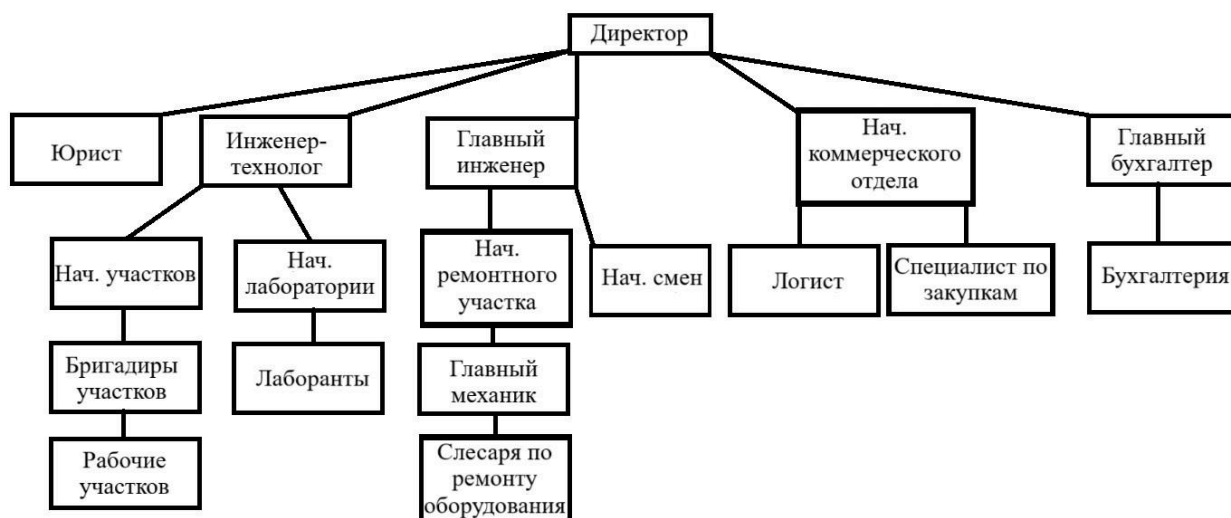 Директор
Юрист
Инженер-
технолог
Главный
инженер
Нач.
коммерческого
отдела
Главный
бухгалтер
Нач. участков
Нач.
лаборатории
Нач.
ремонтного
участка
Нач. смен
Логист
Специалист по
закупкам
Бухгалтерия
Бригадиры
участков
Лаборанты
Главный
механик
Рабочие
участков
Слесаря по
ремонту
оборудования